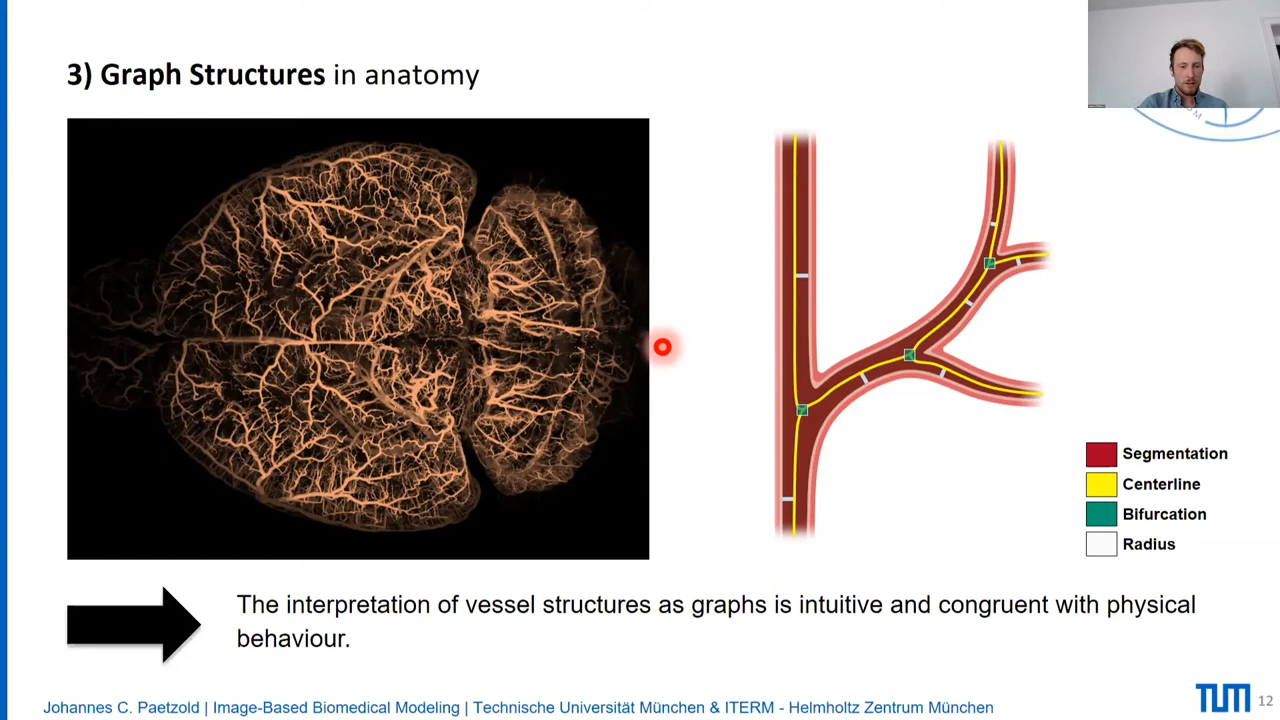 3) Graph Structures in anatomy
Segmentation
Centerline
Bifurcation
Radius
The interpretation of vessel structures as graphs is intuitive and congruent with physical
behaviour.
Johannes C. Paetzold | Image-Based Biomedical Modeling | Technische Universität München & ITERM - Helmholtz Zentrum München
TUM
12